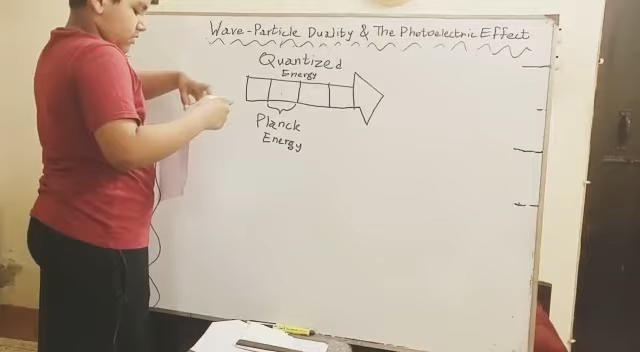 Wave-Particle Duality & The Photoelectric Effect
Quantized
Energy
Planck
Energy